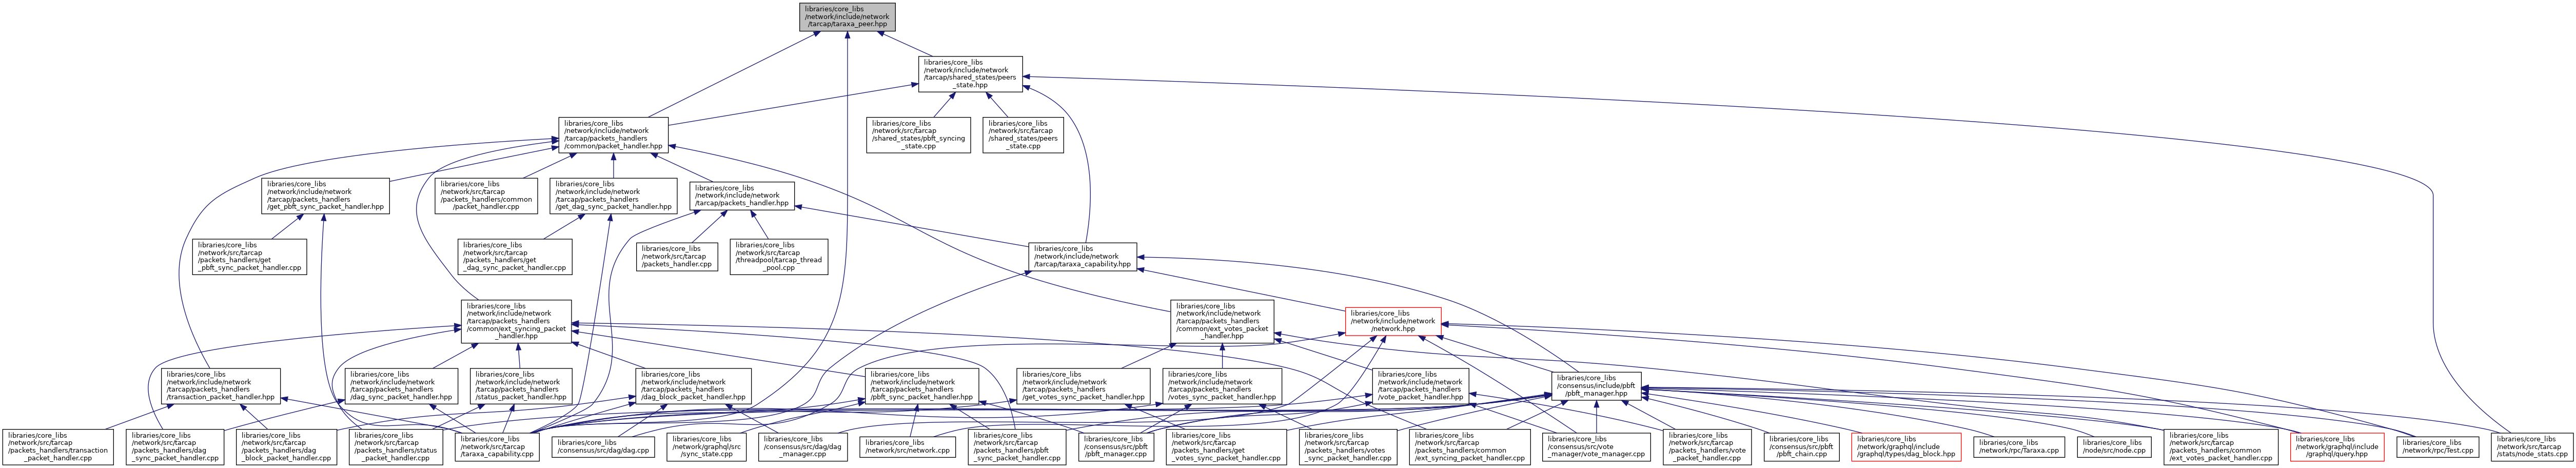 libraries/core_libs
/network/include/network
/tarcap/taraxa_peer.hpp
libraries/core_libs
/network/include/network
/tarcap/shared_states/peers
_state.hpp
libraries/core_libs
/network/include/network
/tarcap/packets_handlers
/common/packet_handler.hpp
libraries/core_libs
/network/src/tarcap
/shared_states/pbft_syncing
_state.cpp
libraries/core_libs
/network/src/tarcap
/shared_states/peers
_state.cpp
libraries/core_libs
/network/include/network
/tarcap/packets_handlers
/get_pbft_sync_packet_handler.hpp
libraries/core_libs
/network/src/tarcap
/packets_handlers/common
/packet_handler.cpp
libraries/core_libs
/network/include/network
/tarcap/packets_handlers
/get_dag_sync_packet_handler.hpp
libraries/core_libs
/network/include/network
/tarcap/packets_handler.hpp
libraries/core_libs
/network/src/tarcap
/packets_handlers/get
_pbft_sync_packet_handler.cpp
libraries/core_libs
/network/src/tarcap
/packets_handlers/get
_dag_sync_packet_handler.cpp
libraries/core_libs
/network/src/tarcap
/packets_handler.cpp
libraries/core_libs
/network/src/tarcap
/threadpool/tarcap_thread
_pool.cpp
libraries/core_libs
/network/include/network
/tarcap/taraxa_capability.hpp
libraries/core_libs
/network/include/network
/tarcap/packets_handlers
/common/ext_syncing_packet
_handler.hpp
libraries/core_libs
/network/include/network
/tarcap/packets_handlers
/common/ext_votes_packet
_handler.hpp
libraries/core_libs
/network/include/network
/network.hpp
libraries/core_libs
/network/include/network
/tarcap/packets_handlers
/transaction_packet_handler.hpp
libraries/core_libs
/network/include/network
/tarcap/packets_handlers
/dag_sync_packet_handler.hpp
libraries/core_libs
/network/include/network
/tarcap/packets_handlers
/status_packet_handler.hpp
libraries/core_libs
/network/include/network
/tarcap/packets_handlers
/dag_block_packet_handler.hpp
libraries/core_libs
/network/include/network
/tarcap/packets_handlers
/pbft_sync_packet_handler.hpp
libraries/core_libs
/network/include/network
/tarcap/packets_handlers
/get_votes_sync_packet_handler.hpp
libraries/core_libs
/network/include/network
/tarcap/packets_handlers
/votes_sync_packet_handler.hpp
libraries/core_libs
/network/include/network
/tarcap/packets_handlers
/vote_packet_handler.hpp
libraries/core_libs
/consensus/include/pbft
/pbft_manager.hpp
libraries/core_libs
/network/src/tarcap
/packets_handlers/transaction
_packet_handler.cpp
libraries/core_libs
/network/src/tarcap
/packets_handlers/dag
_sync_packet_handler.cpp
libraries/core_libs
/network/src/tarcap
/packets_handlers/dag
_block_packet_handler.cpp
libraries/core_libs
/network/src/tarcap
/packets_handlers/status
_packet_handler.cpp
libraries/core_libs
/network/src/tarcap
/taraxa_capability.cpp
libraries/core_libs
/consensus/src/dag/dag.cpp
libraries/core_libs
/network/graphql/src
/sync_state.cpp
libraries/core_libs
/consensus/src/dag/dag
_manager.cpp
libraries/core_libs
/network/src/network.cpp
libraries/core_libs
/network/src/tarcap
/packets_handlers/pbft
_sync_packet_handler.cpp
libraries/core_libs
/consensus/src/pbft
/pbft_manager.cpp
libraries/core_libs
/network/src/tarcap
/packets_handlers/get
_votes_sync_packet_handler.cpp
libraries/core_libs
/network/src/tarcap
/packets_handlers/votes
_sync_packet_handler.cpp
libraries/core_libs
/network/src/tarcap
/packets_handlers/common
/ext_syncing_packet_handler.cpp
libraries/core_libs
/consensus/src/vote
_manager/vote_manager.cpp
libraries/core_libs
/network/src/tarcap
/packets_handlers/vote
_packet_handler.cpp
libraries/core_libs
/consensus/src/pbft
/pbft_chain.cpp
libraries/core_libs
/network/graphql/include
/graphql/types/dag_block.hpp
libraries/core_libs
/network/rpc/Taraxa.cpp
libraries/core_libs
/node/src/node.cpp
libraries/core_libs
/network/src/tarcap
/packets_handlers/common
/ext_votes_packet_handler.cpp
libraries/core_libs
/network/graphql/include
/graphql/query.hpp
libraries/core_libs
/network/rpc/Test.cpp
libraries/core_libs
/network/src/tarcap
/stats/node_stats.cpp